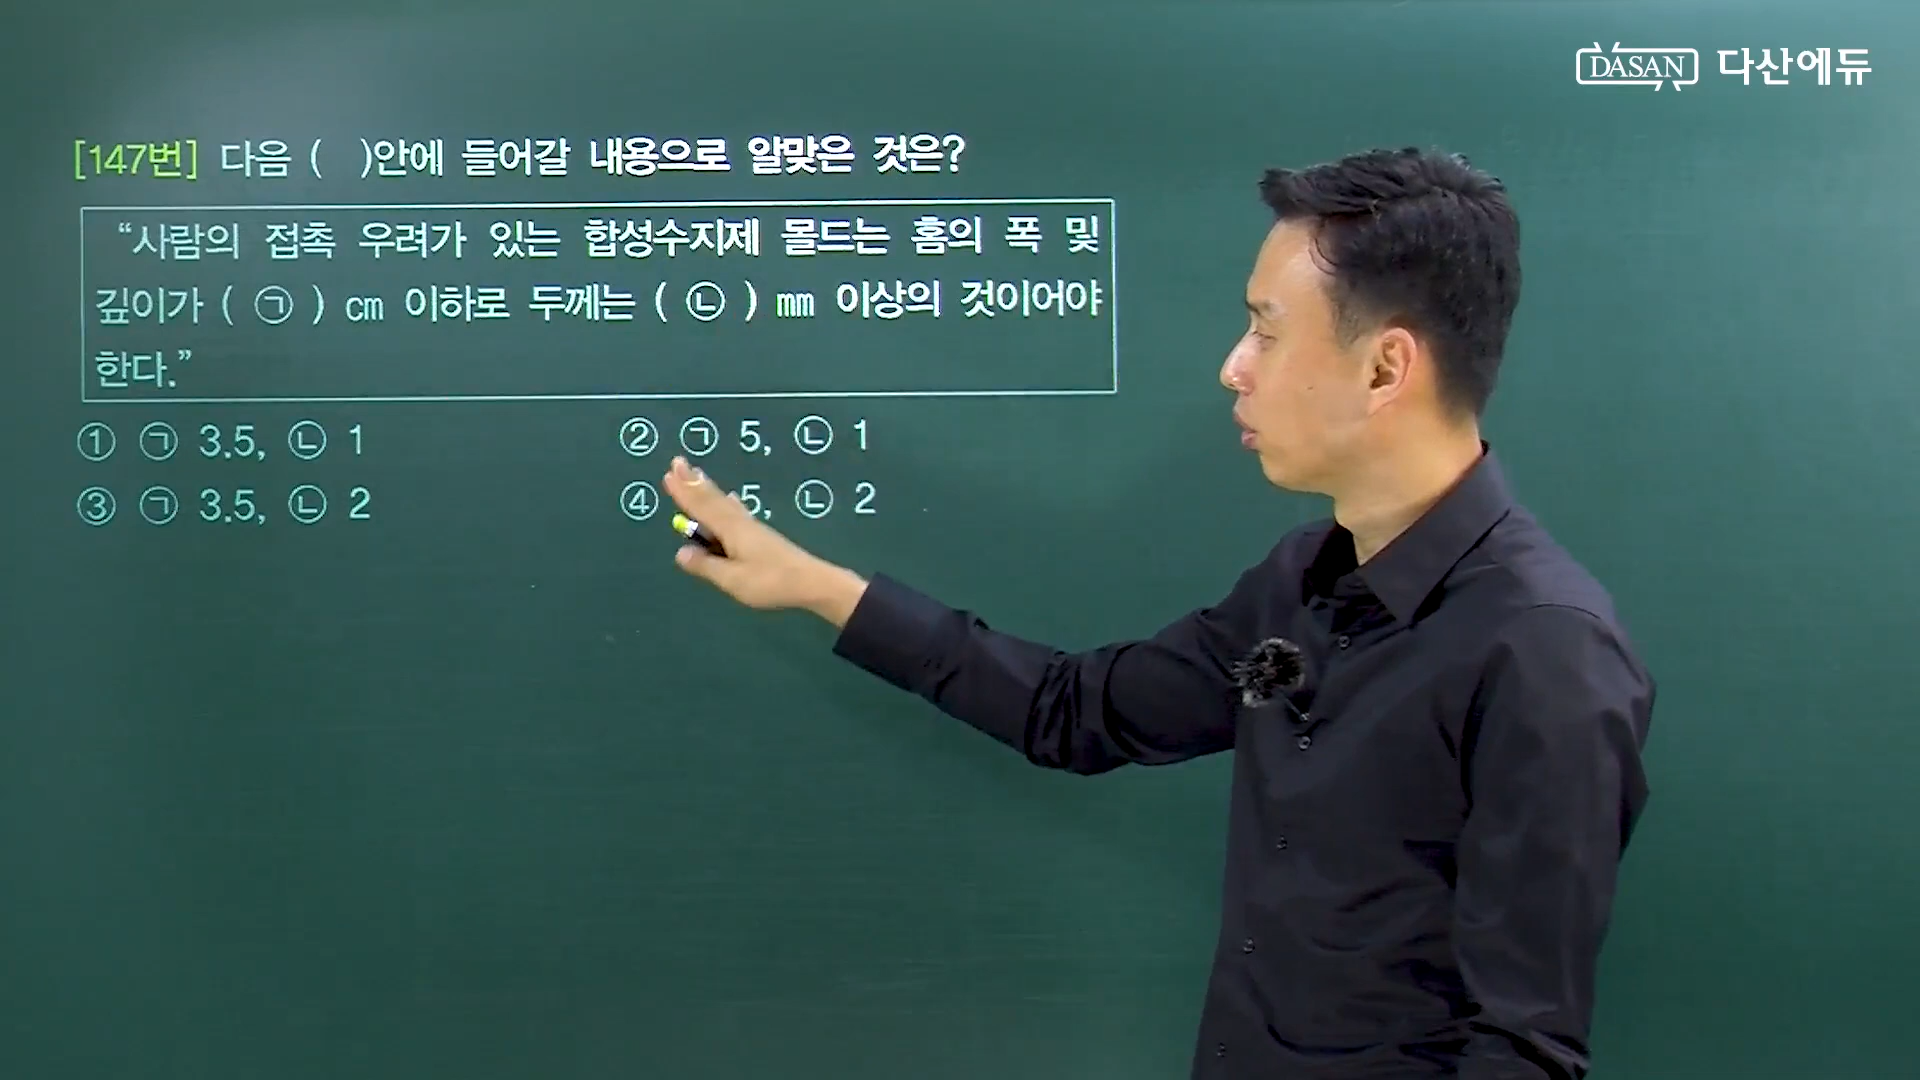 DASAN 다산에듀
[147번] 다음 (   )안에 들어갈 내용으로 알맞은 것은?
“사람의 접촉 우려가 있는 합성수지제 몰드는 홈의 폭 및
깊이가 ( ㉠ ) ㎝ 이하로 두께는 ( ㉡ ) ㎜ 이상의 것이어야
한다.”
① ㉠ 3.5, ㉡ 1
② ㉠ 5, ㉡ 1
③ ㉠ 3.5, ㉡ 2
④ 5, ㉡ 2